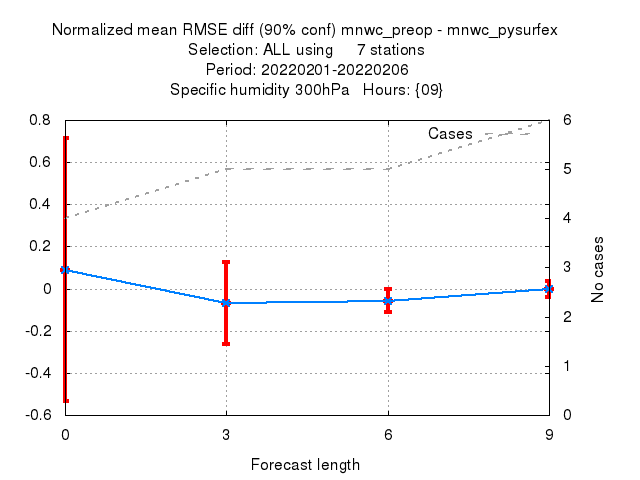 Normalized mean RMSE diff (90% conf) mnwc_preop - mnwc_pysurfex
Selection: ALL using 7 stations
Period: 20220201-20220206
Specific humidity 300hPa Hours: {09}
Cases
0.8
0.6
0.4
0.2
0
-0.2
-0.4
-0.6
6
5
4
3
2
1
0
No cases
0 3 6 9
Forecast length